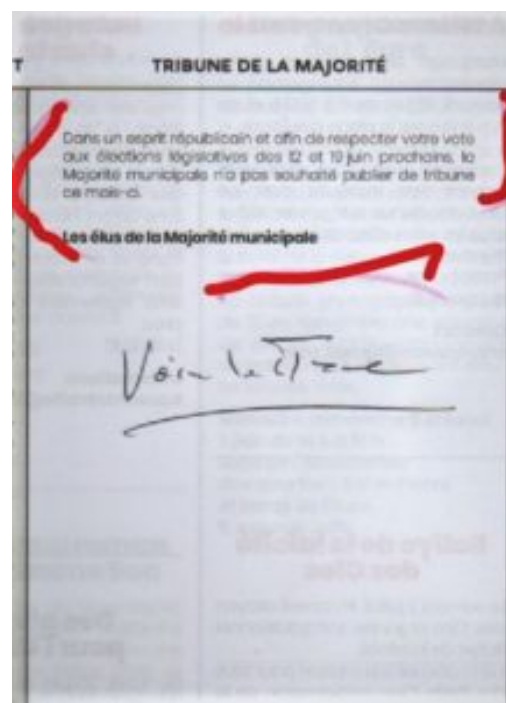 T
TRIBUNE DE LA MAJORITÉ
Dans un esprit républicain et afin de respecter votre vote
aux élections législatives des 12 et 19 juin prochains, la
Majorité municipale n'a pas souhaité publier de tribune
ce mois-ci.
Les élus de la Majorité municipale
Voir lettre